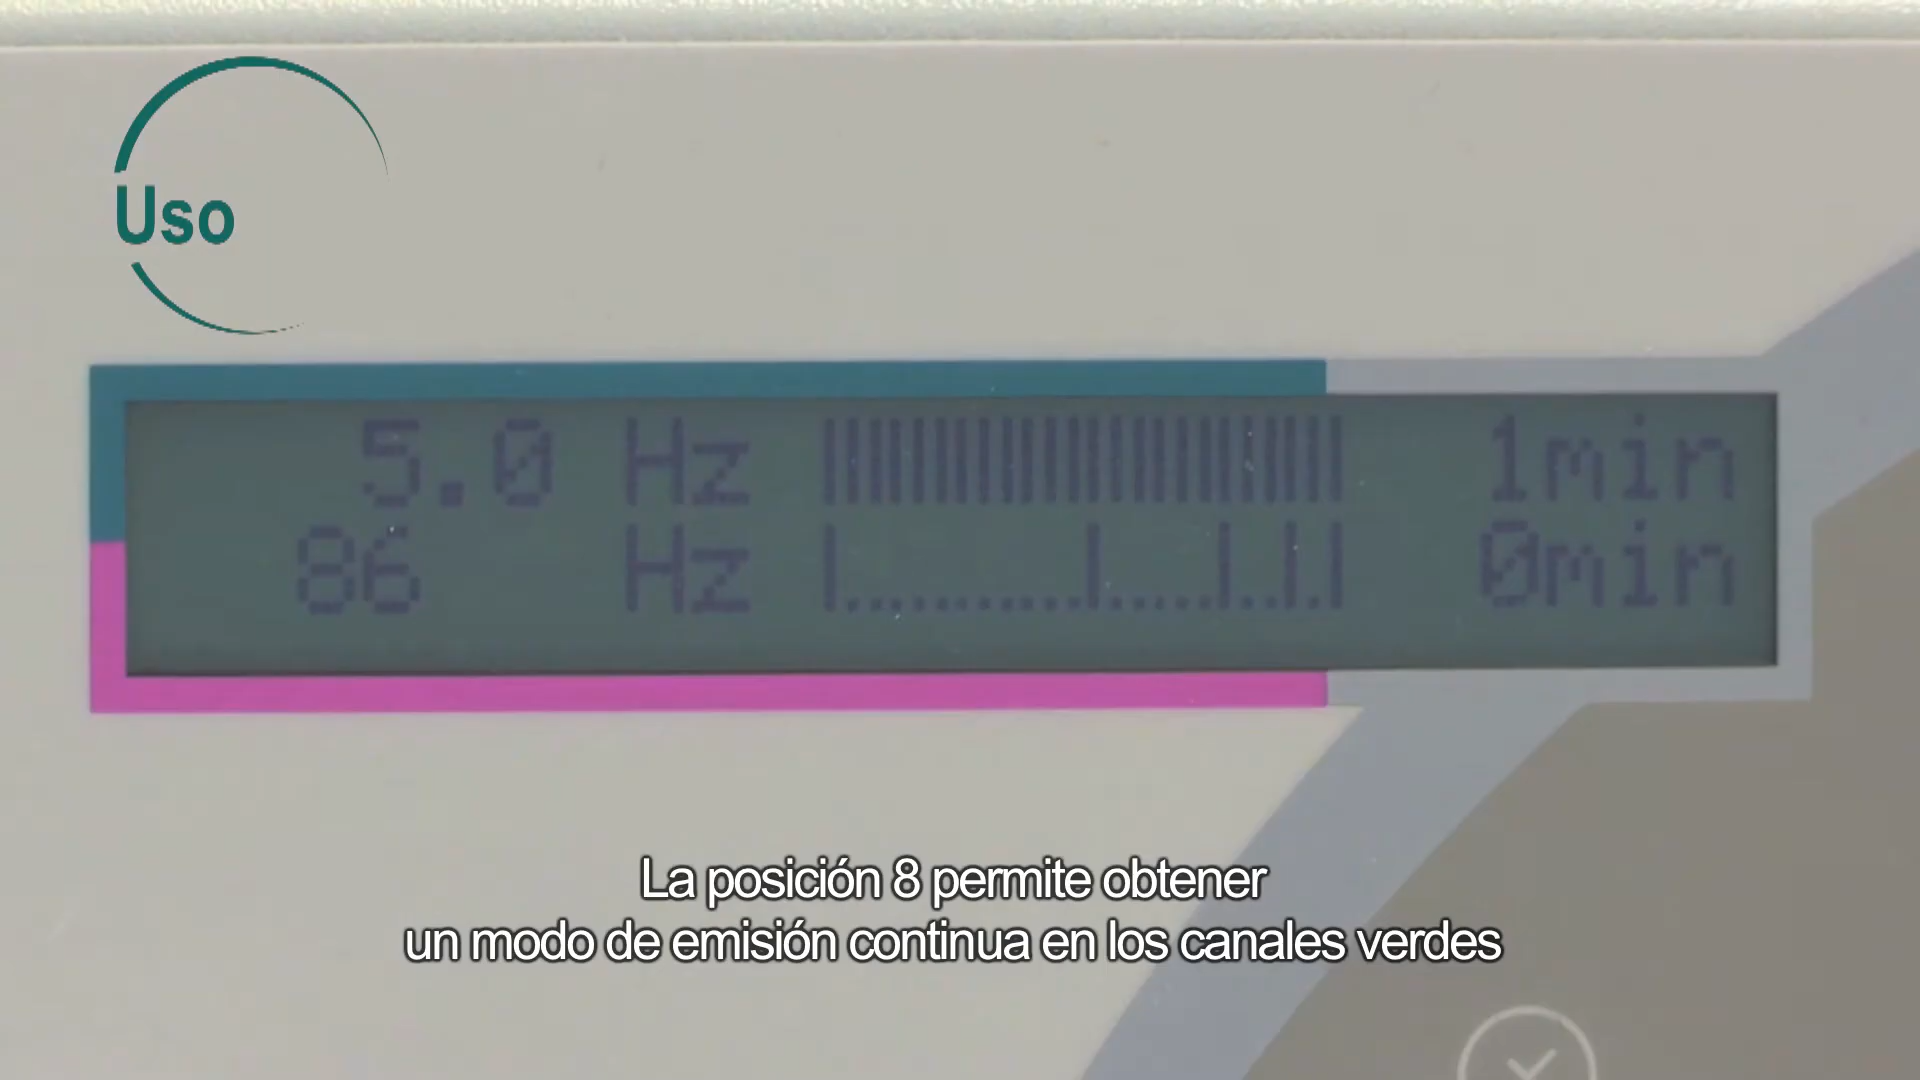 Uso
5.0 Hz 1min
86 Hz 0min
La posición 8 permite obtener
un modo de emisión continua en los canales verdes